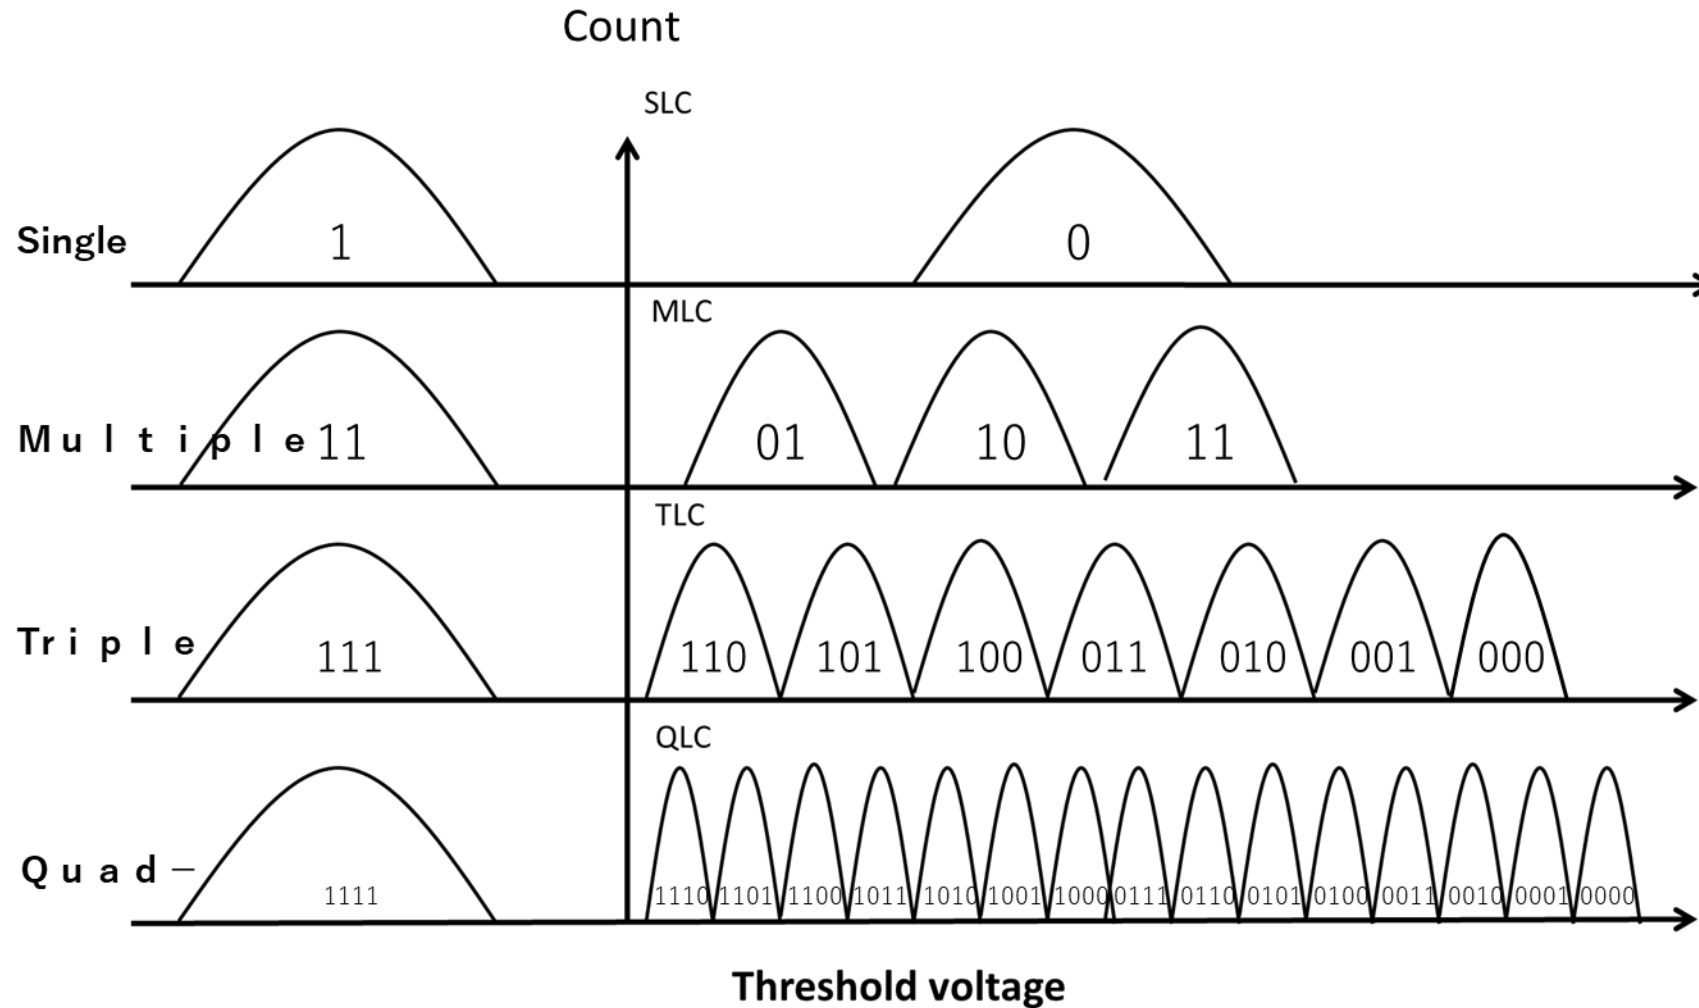 Count
SLC
Single 1 0
MLC
Multiple 11 01 10 11
TLC
Triple 111 110 101 100 011 010 001 000
QLC
Quad− 1111 1110 1101 1100 1011 1010 1001 1000 0111 0110 0101 0100 0011 0010 0001 0000
Threshold voltage